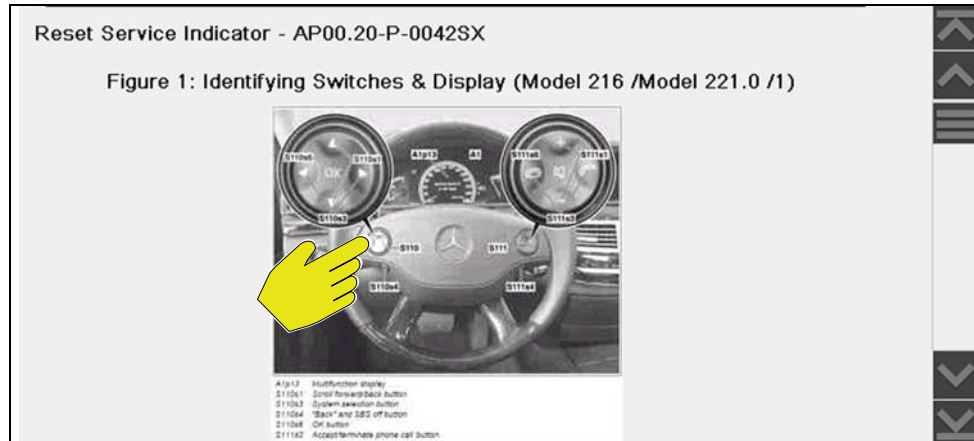 Reset Service Indicator - AP00.20-P-0042SX
Figure 1: Identifying Switches & Display (Model 216 /Model 221.0 /1)
A1p13 A1
S110s6 S110s1 S111s6 S111s1
OK
S110s3 S111s3
S110 S111
S110s4 S111s4
A1p13 Multifunction display
S110s1 Scroll forward/back button
S110s3 System selection button
S110s4 "Back" and SBS off button
S110s6 OK button
Accept/terminate phone call button